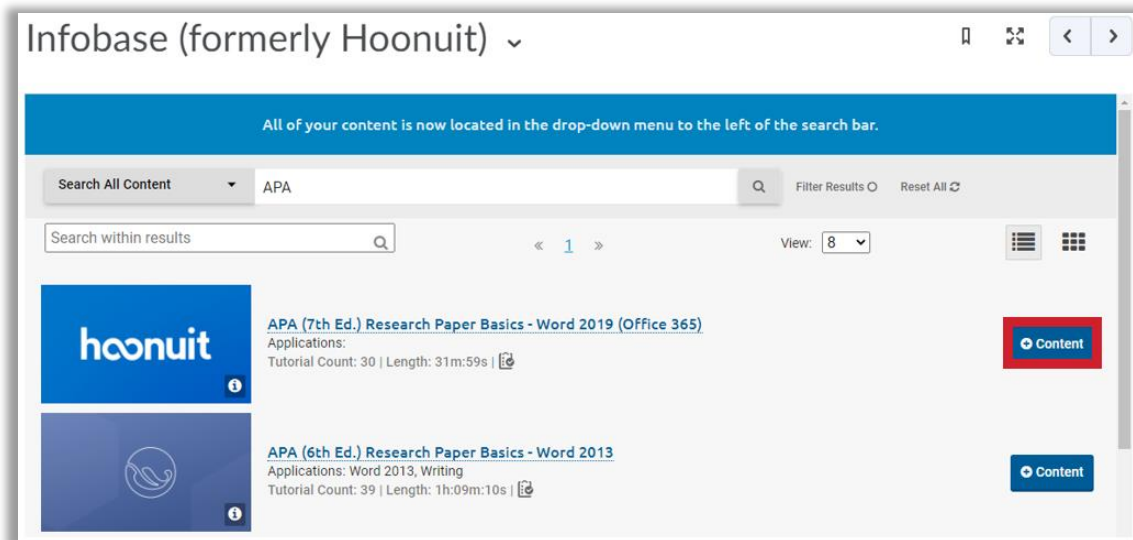 Infobase (formerly Hoonuit)
All of your content is now located in the drop-down menu to the left of the search bar.
Search All Content APA Filter Results Reset All
Search within results « 1 » View: 8
hoonuit
APA (7th Ed.) Research Paper Basics - Word 2019 (Office 365)
Applications:
Tutorial Count: 30 | Length: 31m:59s |
Content
APA (6th Ed.) Research Paper Basics - Word 2013
Applications: Word 2013, Writing
Tutorial Count: 39 | Length: 1h:09m:10s |
Content